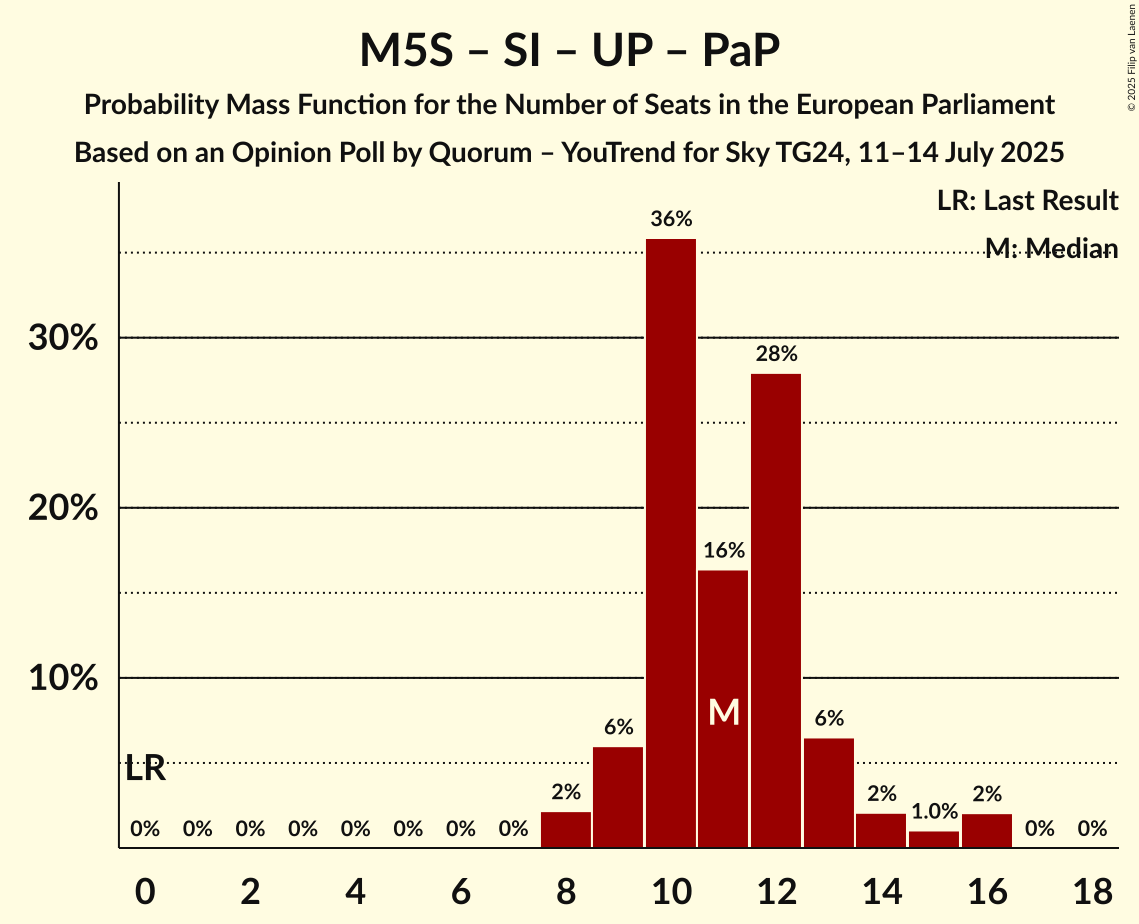 M5S – SI – UP – PaP
Probability Mass Function for the Number of Seats in the European Parliament
Based on an Opinion Poll by Quorum – YouTrend for Sky TG24, 11–14 July 2025
© 2025 Filip van Laenen
LR: Last Result
M: Median
36%
30%
28%
20%
16%
10%
M
6%
6%
LR
2%
2%
1.0%
2%
0% 0% 0% 0% 0% 0% 0% 0% 0% 0%
0 2 4 6 8 10 12 14 16 18